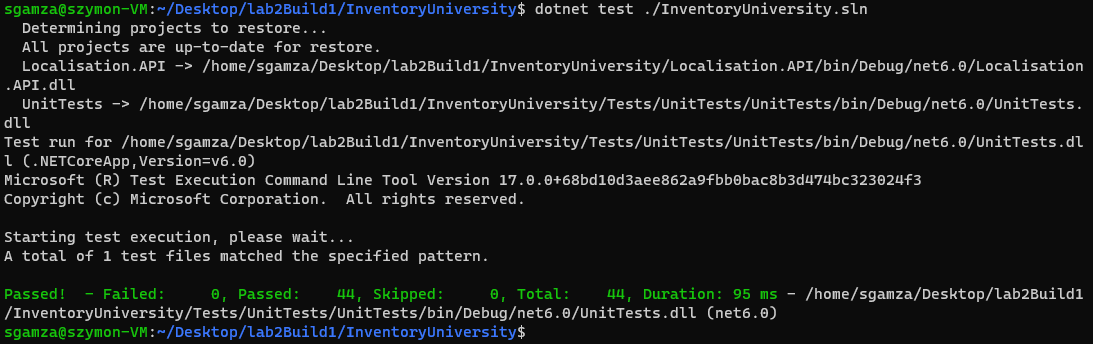 sgamza@szymon-VM:~/Desktop/lab2Build1/InventoryUniversity$ dotnet test ./InventoryUniversity.sln
  Determining projects to restore...
  All projects are up-to-date for restore.
  Localisation.API -> /home/sgamza/Desktop/lab2Build1/InventoryUniversity/Localisation.API/bin/Debug/net6.0/Localisation
.API.dll
  UnitTests -> /home/sgamza/Desktop/lab2Build1/InventoryUniversity/Tests/UnitTests/UnitTests/bin/Debug/net6.0/UnitTests.
dll
Test run for /home/sgamza/Desktop/lab2Build1/InventoryUniversity/Tests/UnitTests/UnitTests/bin/Debug/net6.0/UnitTests.dl
l (.NETCoreApp,Version=v6.0)
Microsoft (R) Test Execution Command Line Tool Version 17.0.0+68bd10d3aee862a9fbb0bac8b3d474bc323024f3
Copyright (c) Microsoft Corporation.  All rights reserved.

Starting test execution, please wait...
A total of 1 test files matched the specified pattern.

Passed!  - Failed:     0, Passed:    44, Skipped:     0, Total:    44, Duration: 95 ms - /home/sgamza/Desktop/lab2Build1
/InventoryUniversity/Tests/UnitTests/UnitTests/bin/Debug/net6.0/UnitTests.dll (net6.0)
sgamza@szymon-VM:~/Desktop/lab2Build1/InventoryUniversity$